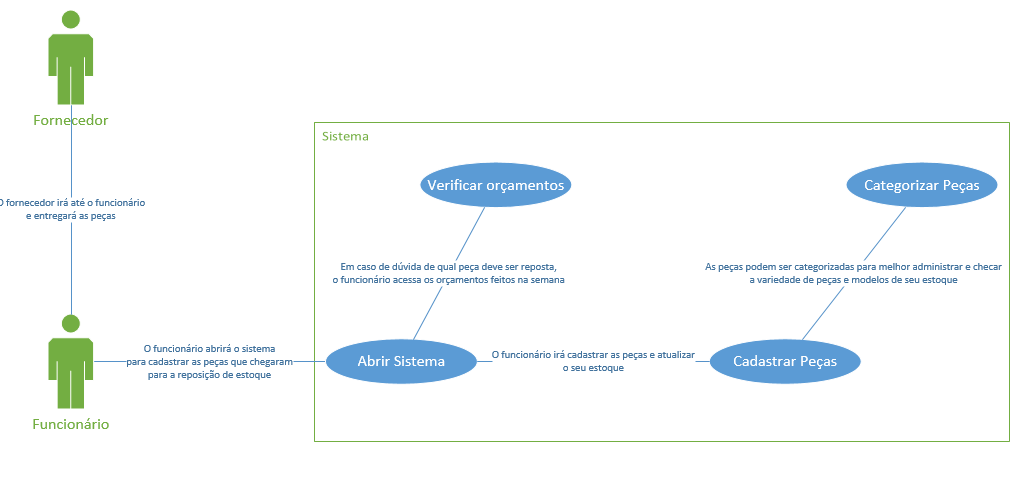 Fornecedor
O fornecedor irá até o funcionário
e entregará as peças
Sistema
Verificar orçamentos
Categorizar Peças
Em caso de dúvida de qual peça deve ser reposta,
o funcionário acessa os orçamentos feitos na semana
As peças podem ser categorizadas para melhor administrar e checar
a variedade de peças e modelos de seu estoque
O funcionário abrirá o sistema
para cadastrar as peças que chegaram
para a reposição de estoque
Abrir Sistema
O funcionário irá cadastrar as peças e atualizar
o seu estoque
Cadastrar Peças
Funcionário